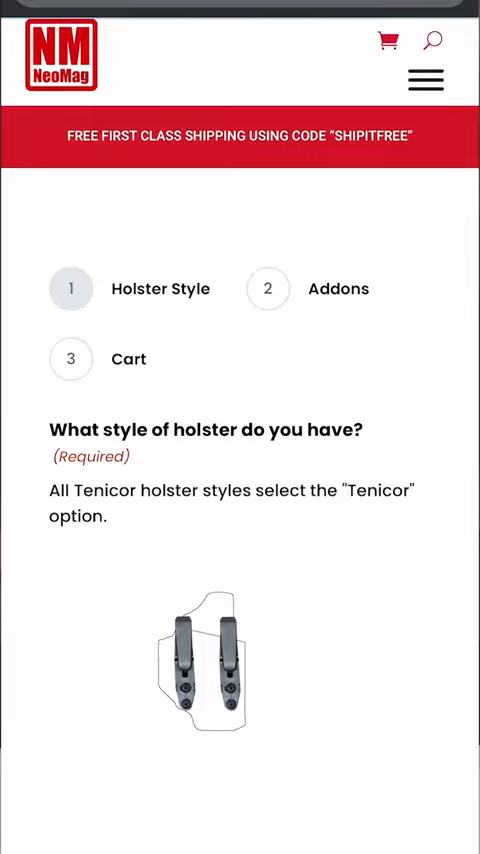 NM
NeoMag
FREE FIRST CLASS SHIPPING USING CODE “SHIPITFREE”
1 Holster Style 2 Addons
3 Cart
What style of holster do you have?
(Required)
All Tenicor holster styles select the "Tenicor"
option.